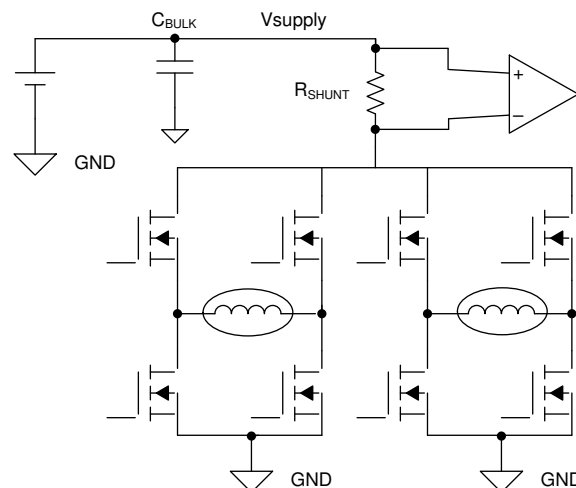 CBULK
Vsupply
RSHUNT
+
−
GND
GND
GND